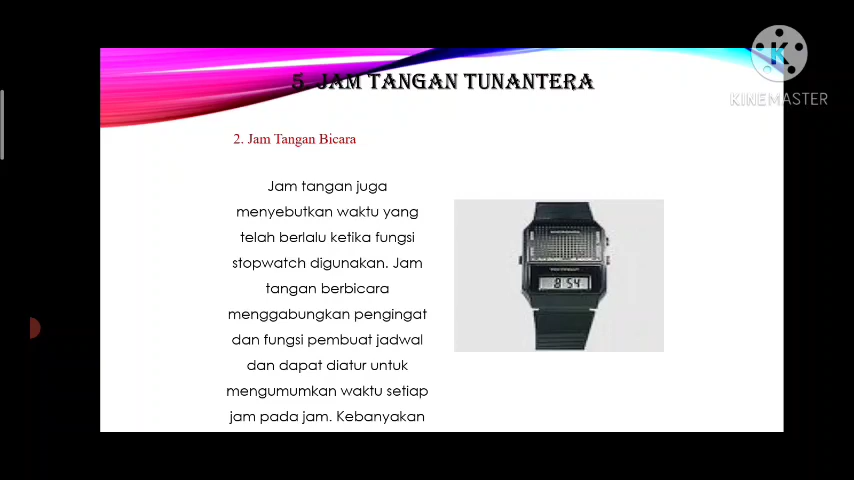 5. JAM TANGAN TUNANTERA
K
KINEMASTER
2. Jam Tangan Bicara
Jam tangan juga
menyebutkan waktu yang
telah berlalu ketika fungsi
stopwatch digunakan. Jam
tangan berbicara
menggabungkan pengingat
dan fungsi pembuat jadwal
dan dapat diatur untuk
mengumumkan waktu setiap
jam pada jam. Kebanyakan
8:54